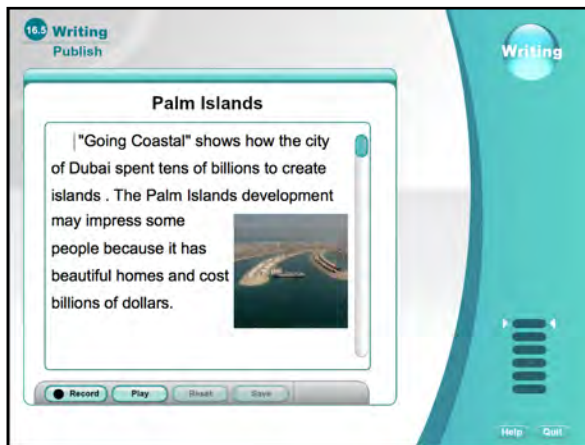 16.5 Writing
Publish
Writing
Palm Islands
"Going Coastal" shows how the city
of Dubai spent tens of billions to create
islands . The Palm Islands development
may impress some
people because it has
beautiful homes and cost
billions of dollars.
Record Play Reset Save
Help Quit